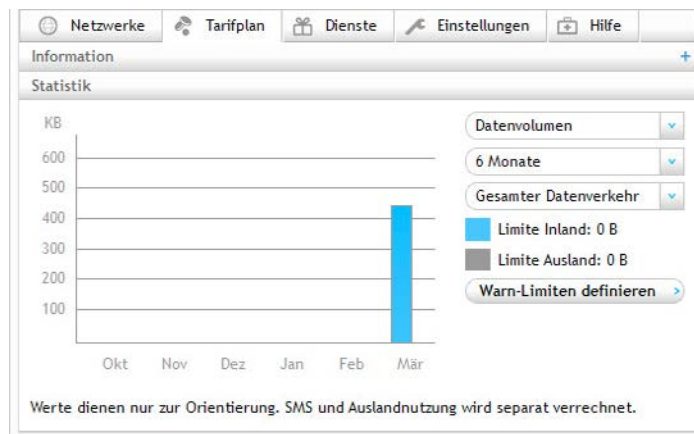 Netzwerke Tarifplan Dienste Einstellungen Hilfe
Information +
Statistik
KB
600
500
400
300
200
100
Okt Nov Dez Jan Feb Mär
Datenvolumen
6 Monate
Gesamter Datenverkehr
Limite Inland: 0 B
Limite Ausland: 0 B
Warn-Limiten definieren >
Werte dienen nur zur Orientierung. SMS und Auslandnutzung wird separat verrechnet.